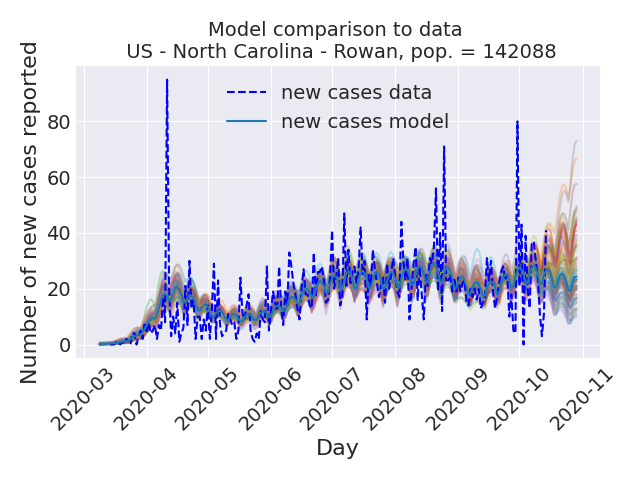 Model comparison to data
US - North Carolina - Rowan, pop. = 142088
new cases data
new cases model
Number of new cases reported
80
60
40
20
0
2020-03
2020-04
2020-05
2020-06
2020-07
2020-08
2020-09
2020-10
2020-11
Day